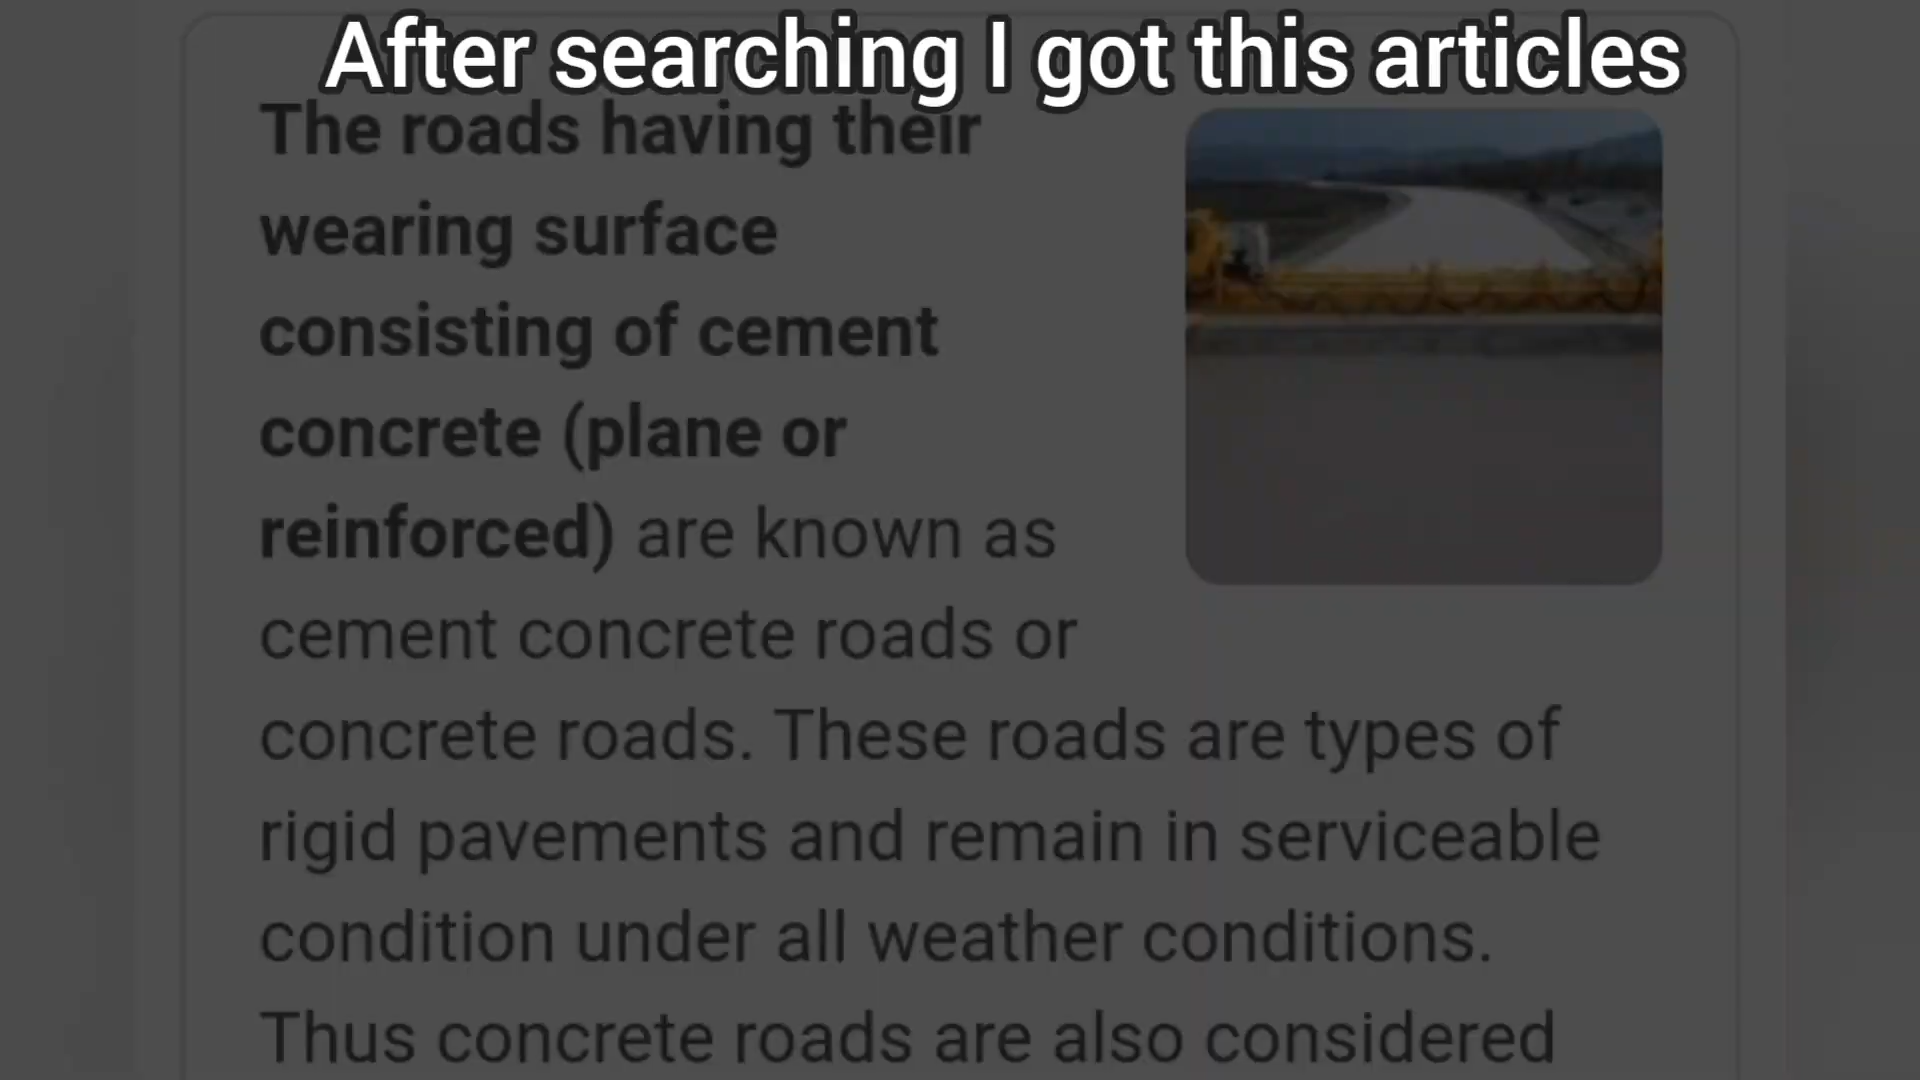 After searching I got this articles
The roads having their
wearing surface
consisting of cement
concrete (plane or
reinforced) are known as
cement concrete roads or
concrete roads. These roads are types of
rigid pavements and remain in serviceable
condition under all weather conditions.
Thus concrete roads are also considered